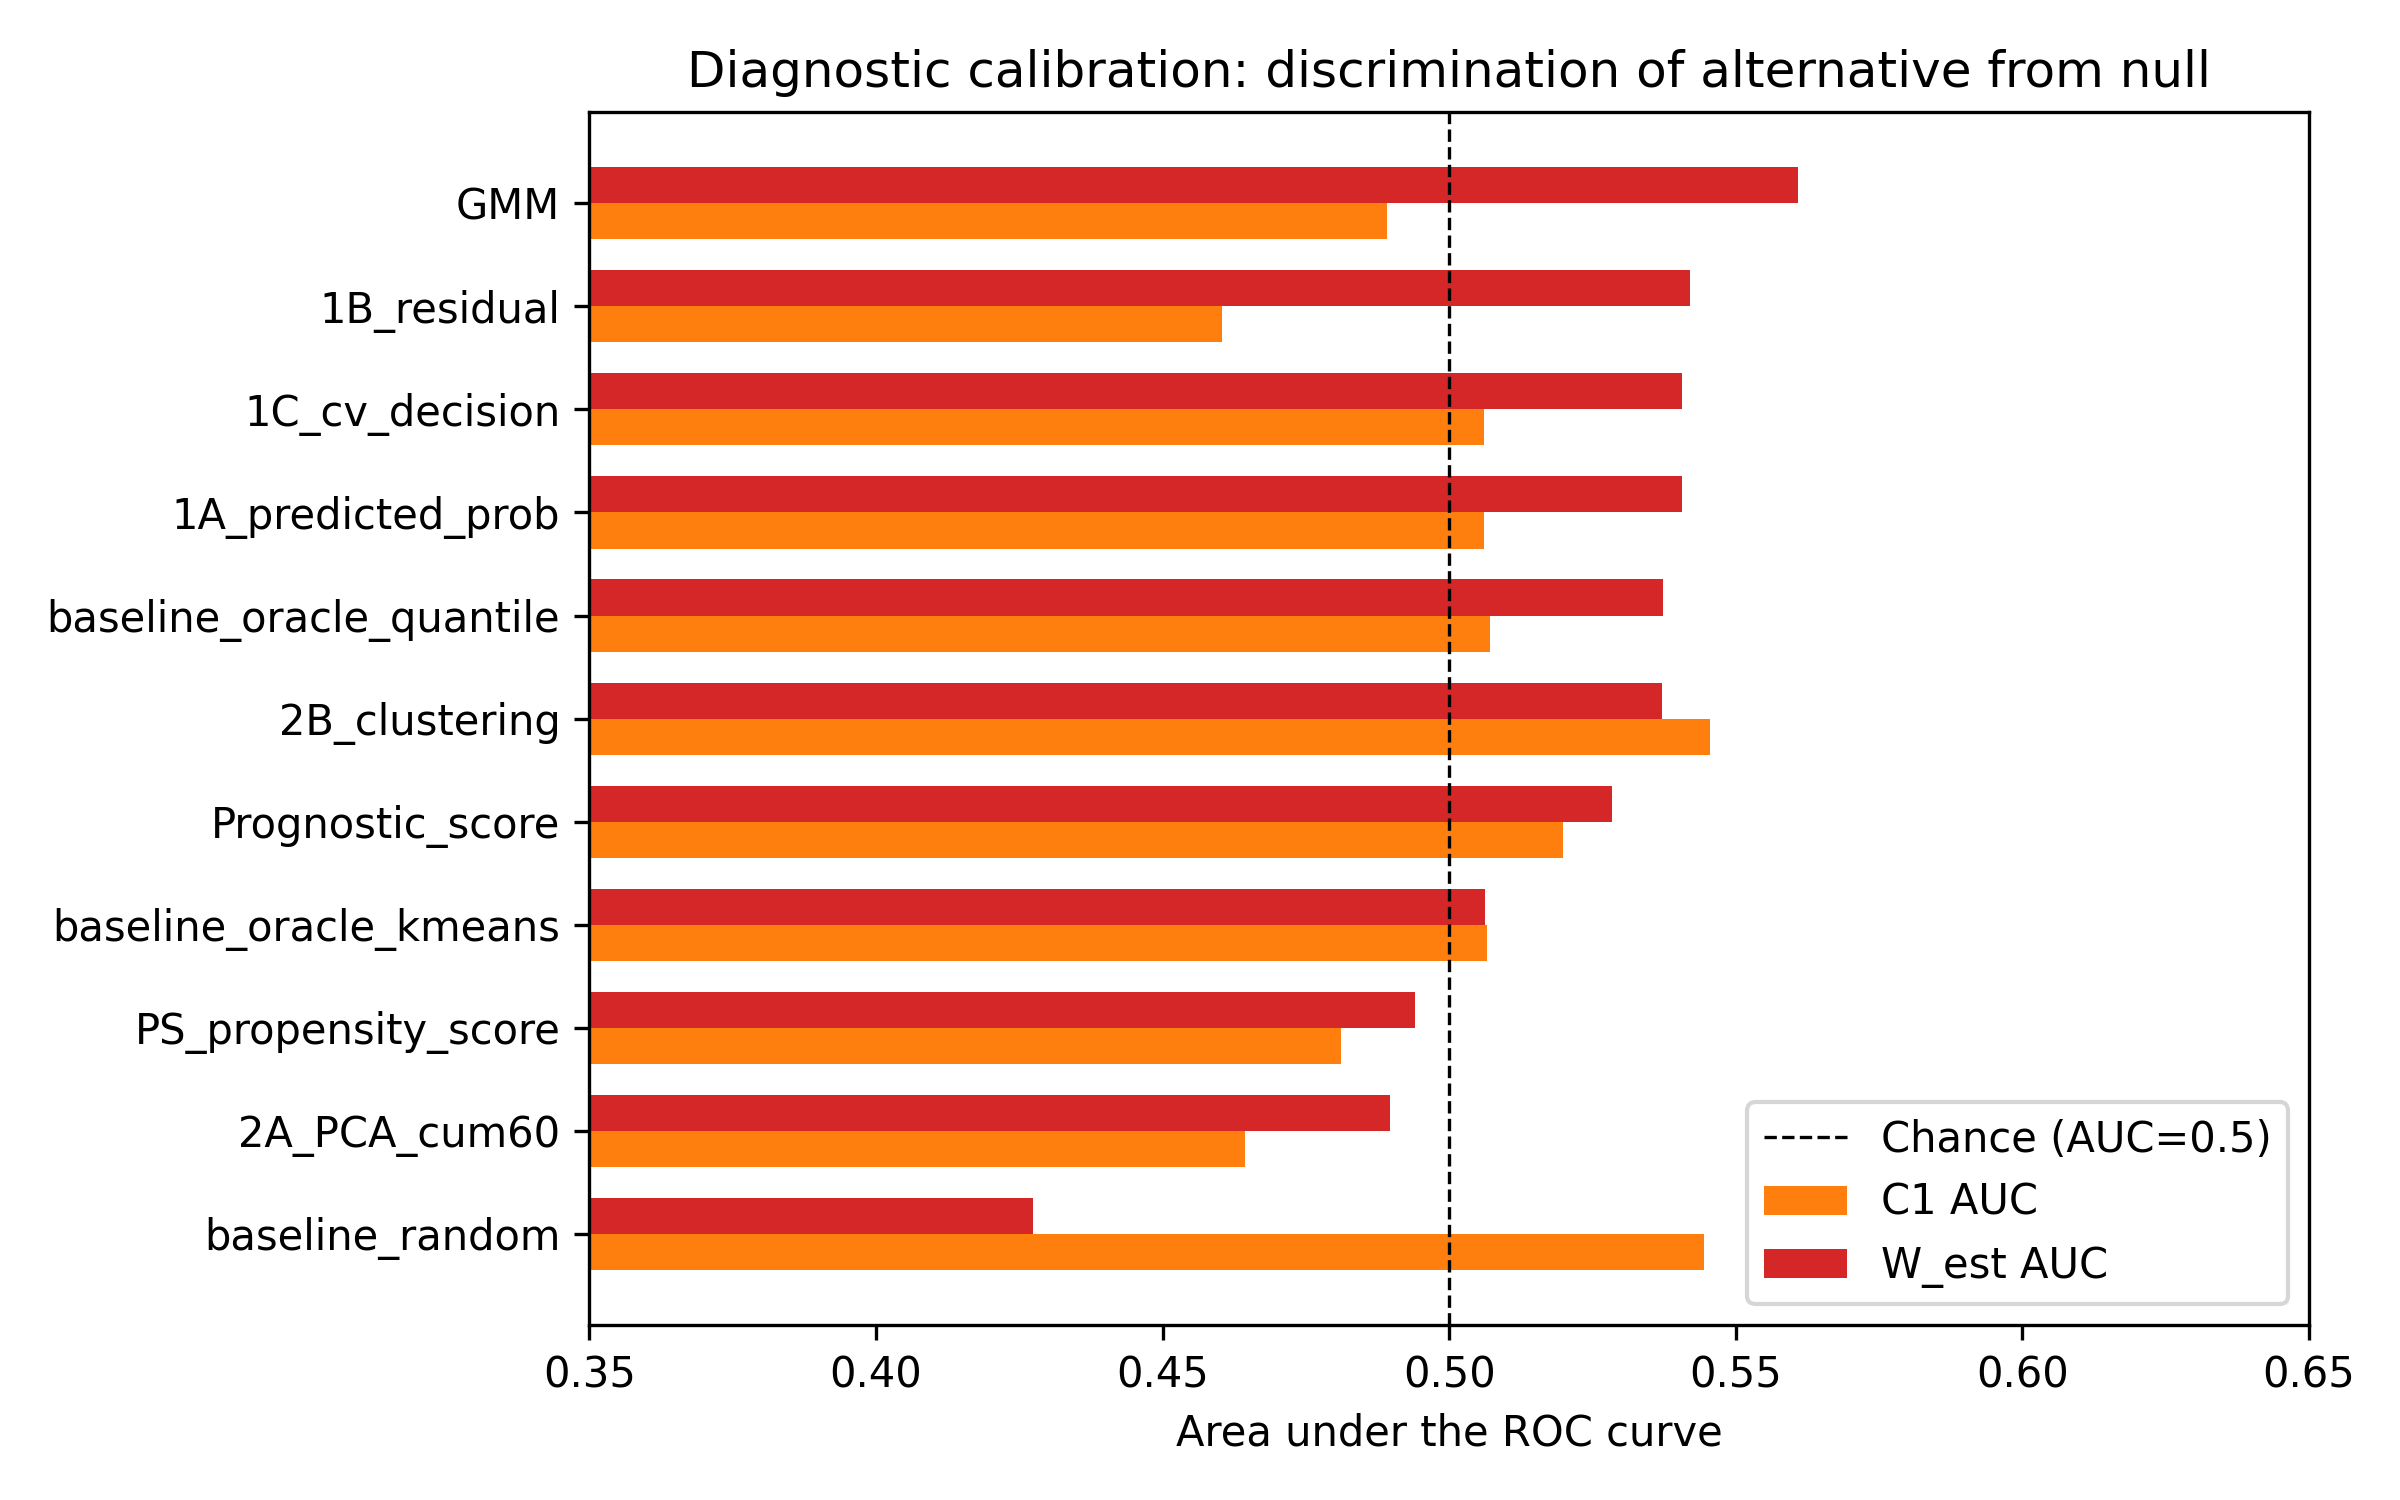 Diagnostic calibration: discrimination of alternative from null
GMM
1B_residual
1C_cv_decision
1A_predicted_prob
baseline_oracle_quantile
2B_clustering
Prognostic_score
baseline_oracle_kmeans
PS_propensity_score
2A_PCA_cum60
baseline_random
Chance (AUC=0.5)
C1 AUC
W_est AUC
0.35 0.40 0.45 0.50 0.55 0.60 0.65
Area under the ROC curve